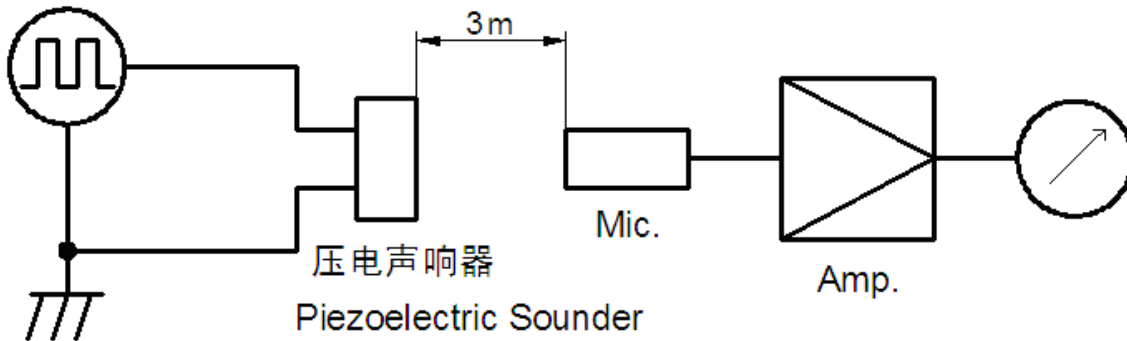 3m
压电声响器
Piezoelectric Sounder
Mic.
Amp.